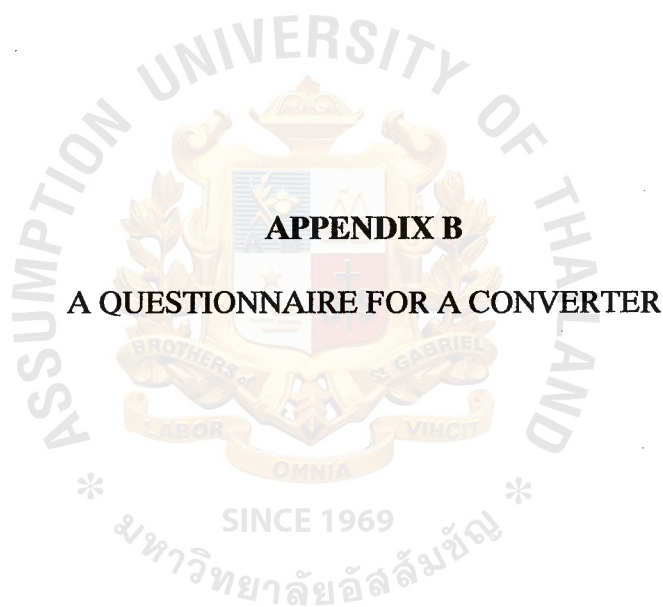 ASSUMPTION UNIVERSITY OF THAILAND
APPENDIX B
A QUESTIONNAIRE FOR A CONVERTER
BROTHERS of St GABRIEL
LABOR VIHCIT
OMNIA
* SINCE 1969 *
มหาวิทยาลัยอัสสัมชัญ